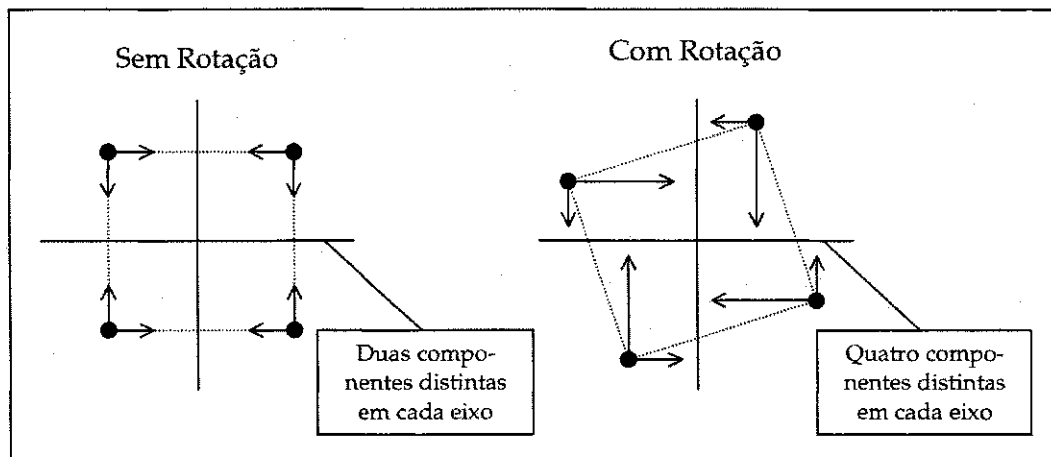 Sem Rotação
Com Rotação
Duas compo-
nentes distintas
em cada eixo
Quatro compo-
nentes distintas
em cada eixo